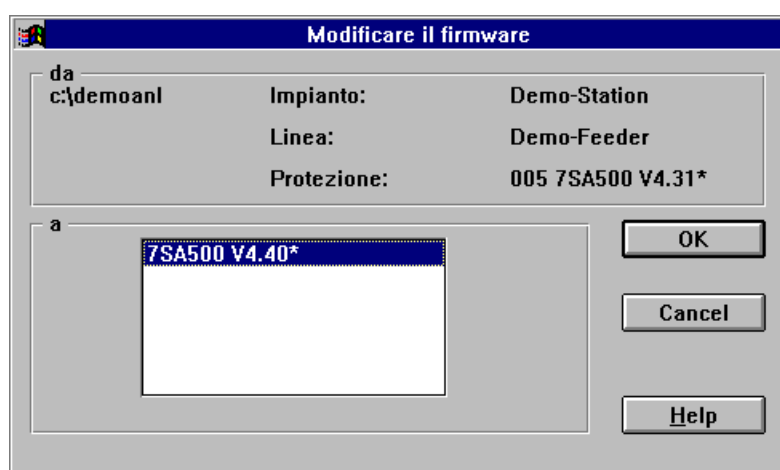 Modificare il firmware
da
c:\demoanl Impianto: Demo-Station
Linea: Demo-Feeder
Protezione: 005 7SA500 V4.31*
a
7SA500 V4.40*
OK
Cancel
Help